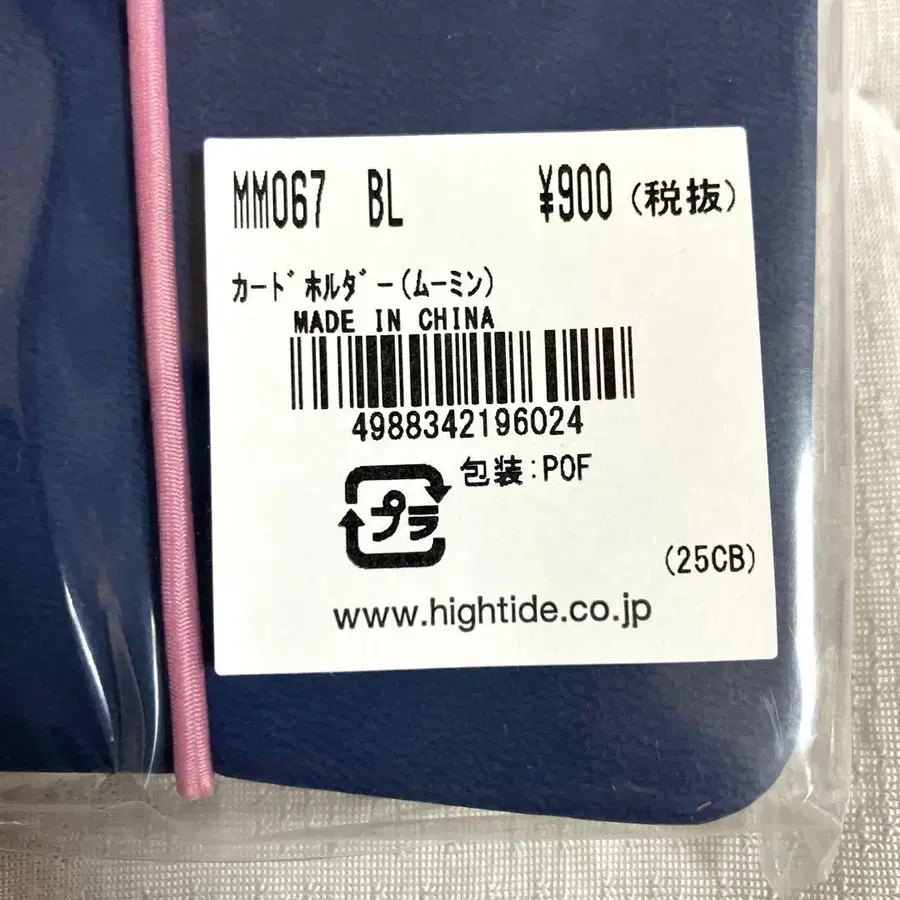 MM067 BL ¥900(税抜)
カードホルダー(ムーミン)
MADE IN CHINA
4988342196024
プラ 包装:POF
(25CB)
www.hightide.co.jp